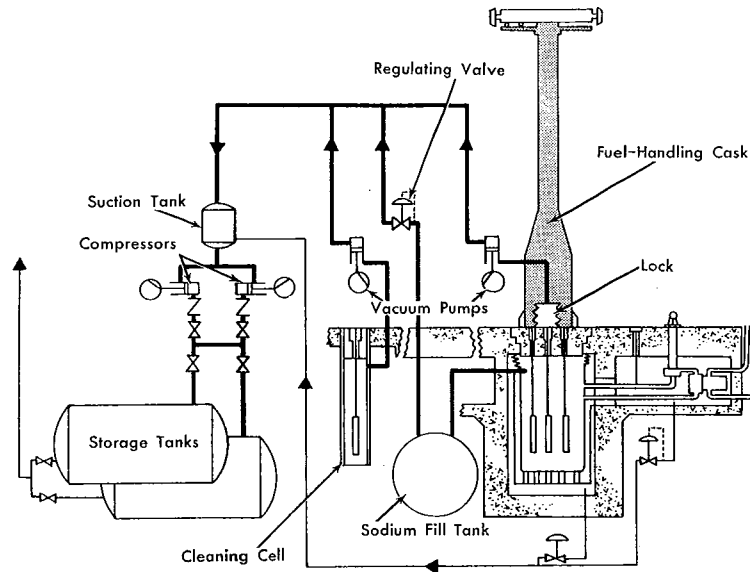 Regulating Valve
Fuel-Handling Cask
Suction Tank
Compressors
Lock
Vacuum Pumps
Storage Tanks
Sodium Fill Tank
Cleaning Cell